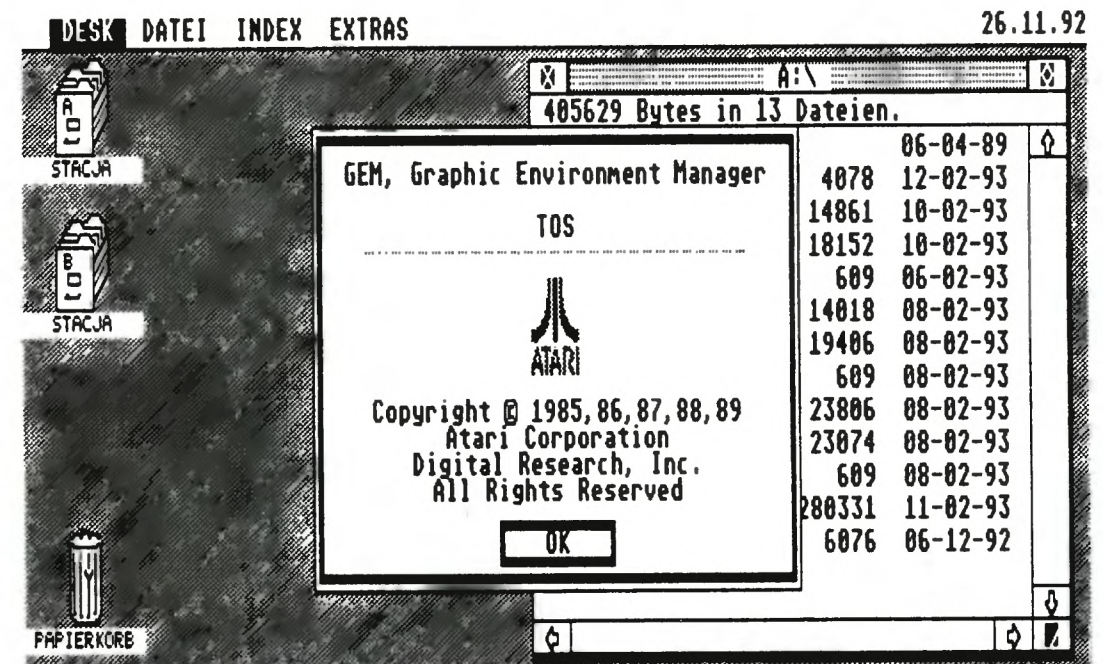 DESK DATEI INDEX EXTRAS 26.11.92
A
STACJA
B
STACJA
PAPIERKORB
A:\
405629 Bytes in 13 Dateien.
06-04-89
4078 12-02-93
14861 10-02-93
18152 10-02-93
609 06-02-93
14018 08-02-93
19406 08-02-93
609 08-02-93
23806 08-02-93
23074 08-02-93
609 08-02-93
280331 11-02-93
6076 06-12-92
GEM, Graphic Environment Manager
TOS
ATARI
Copyright © 1985,86,87,88,89
Atari Corporation
Digital Research, Inc.
All Rights Reserved
OK